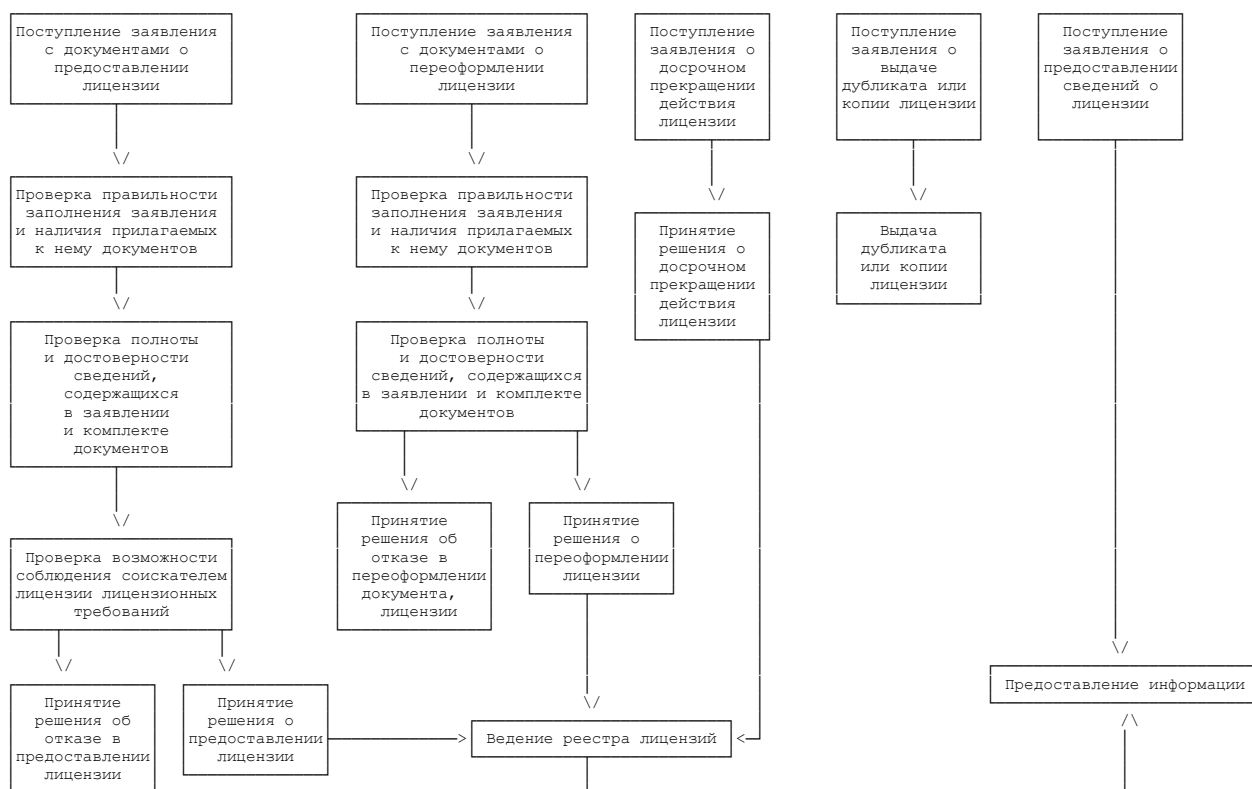 Поступление заявления
с документами о
предоставлении
лицензии
Поступление заявления
с документами о
переоформлении
лицензии
Поступление
заявления о
досрочном
прекращении
действия
лицензии
Поступление
заявления о
выдаче
дубликата или
копии лицензии
Поступление
заявления о
предоставлении
сведений о
лицензии
Проверка правильности
заполнения заявления
и наличия прилагаемых
к нему документов
Проверка правильности
заполнения заявления
и наличия прилагаемых
к нему документов
Принятие
решения о
досрочном
прекращении
действия
лицензии
Выдача
дубликата
или копии
лицензии
Проверка полноты
и достоверности
сведений,
содержащихся
в заявлении
и комплекте
документов
Проверка полноты
и достоверности
сведений, содержащихся
в заявлении и комплекте
документов
Принятие
решения об
отказе в
переоформлении
документа,
лицензии
Принятие
решения о
переоформлении
лицензии
Проверка возможности
соблюдения соискателем
лицензии лицензионных
требований
Принятие
решения об
отказе в
предоставлении
лицензии
Принятие
решения о
предоставлении
лицензии
Ведение реестра лицензий
Предоставление информации